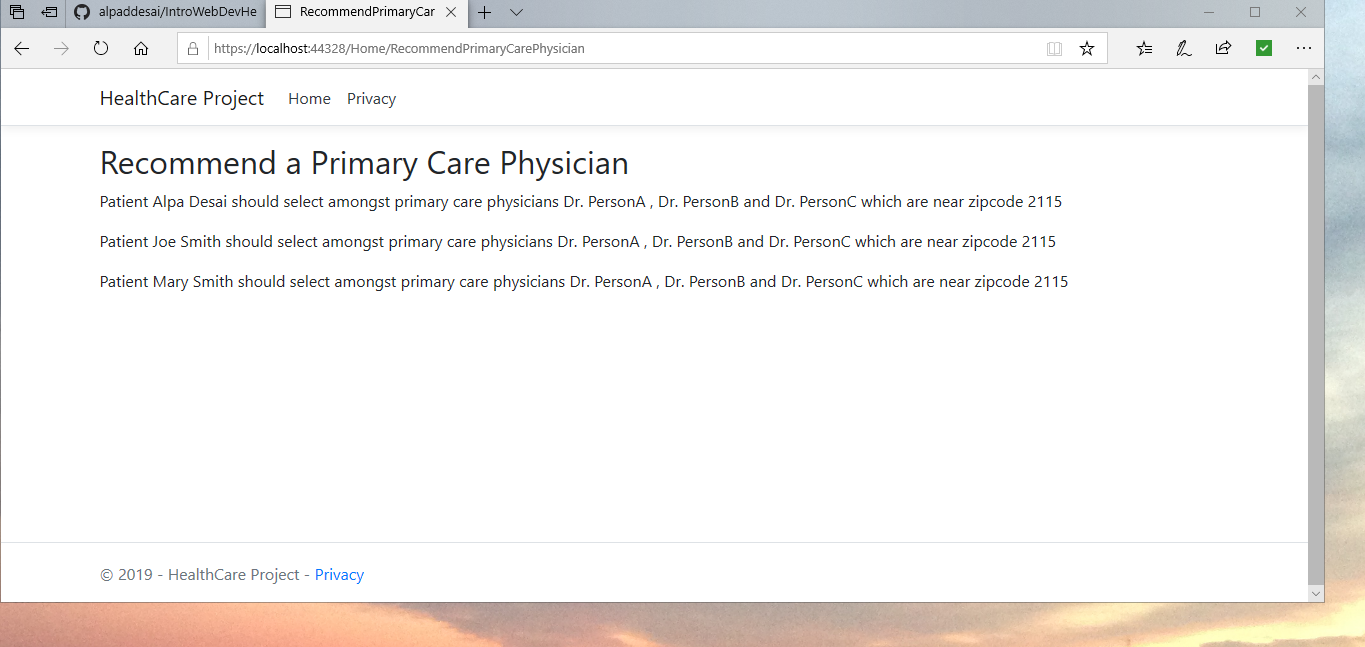 alpaddesai/IntroWebDevHe
RecommendPrimaryCar
https://localhost:44328/Home/RecommendPrimaryCarePhysician
HealthCare Project Home Privacy
Recommend a Primary Care Physician
Patient Alpa Desai should select amongst primary care physicians Dr. PersonA , Dr. PersonB and Dr. PersonC which are near zipcode 2115
Patient Joe Smith should select amongst primary care physicians Dr. PersonA , Dr. PersonB and Dr. PersonC which are near zipcode 2115
Patient Mary Smith should select amongst primary care physicians Dr. PersonA , Dr. PersonB and Dr. PersonC which are near zipcode 2115
© 2019 - HealthCare Project - Privacy